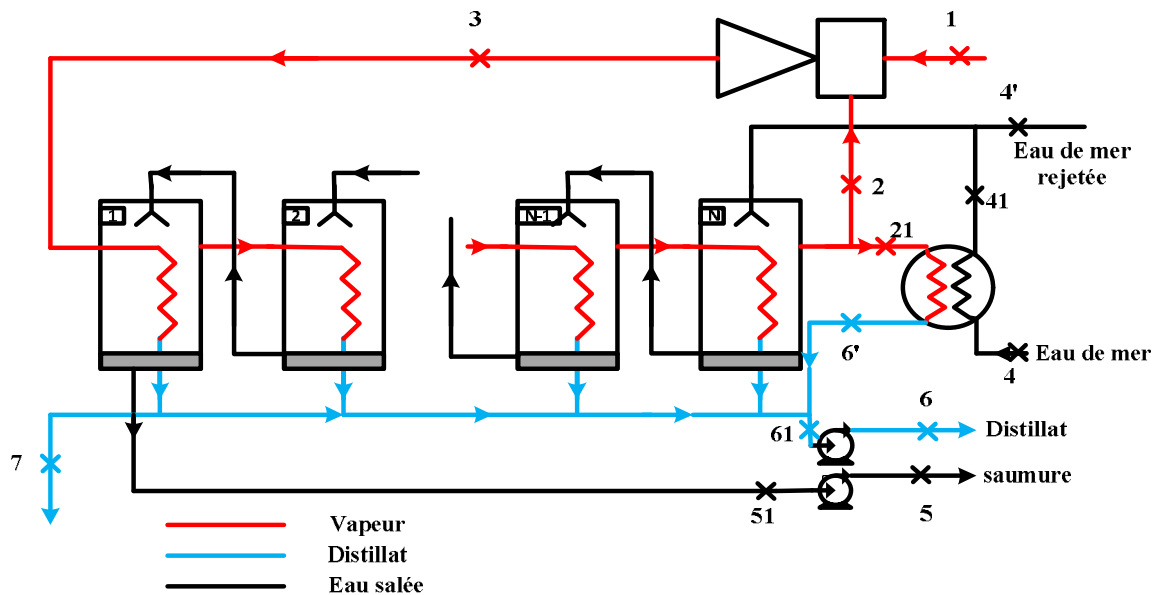 3
1
4'
Eau de mer
rejetée
1
2
N-1
N
2
41
21
6'
Eau de mer
4
61
6
Distillat
7
saumure
51
5
Vapeur
Distillat
Eau salée